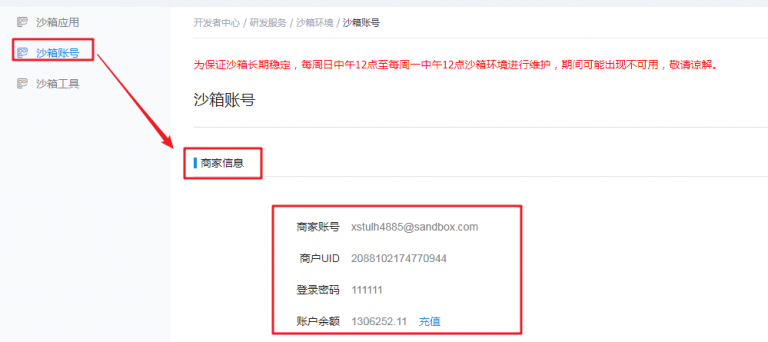 沙箱应用
沙箱账号
沙箱工具
开发者中心 / 研发服务 / 沙箱环境 / 沙箱账号
为保证沙箱长期稳定，每周日中午12点至每周一中午12点沙箱环境进行维护，期间可能出现不可用，敬请谅解。
沙箱账号
商家信息
商家账号 xstulh4885@sandbox.com
商户UID 2088102174770944
登录密码 111111
账户余额 1306252.11 充值